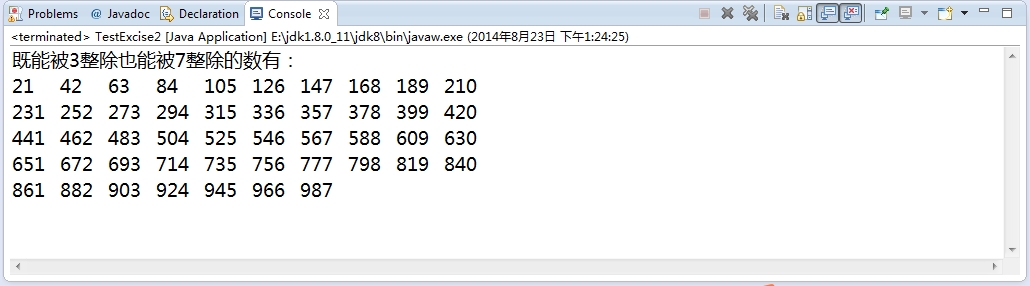 Problems @ Javadoc Declaration Console
<terminated> TestExcise2 [Java Application] E:\jdk1.8.0_11\jdk8\bin\javaw.exe (2014年8月23日 下午1:24:25)
既能被3整除也能被7整除的数有：
21 42 63 84 105 126 147 168 189 210
231 252 273 294 315 336 357 378 399 420
441 462 483 504 525 546 567 588 609 630
651 672 693 714 735 756 777 798 819 840
861 882 903 924 945 966 987